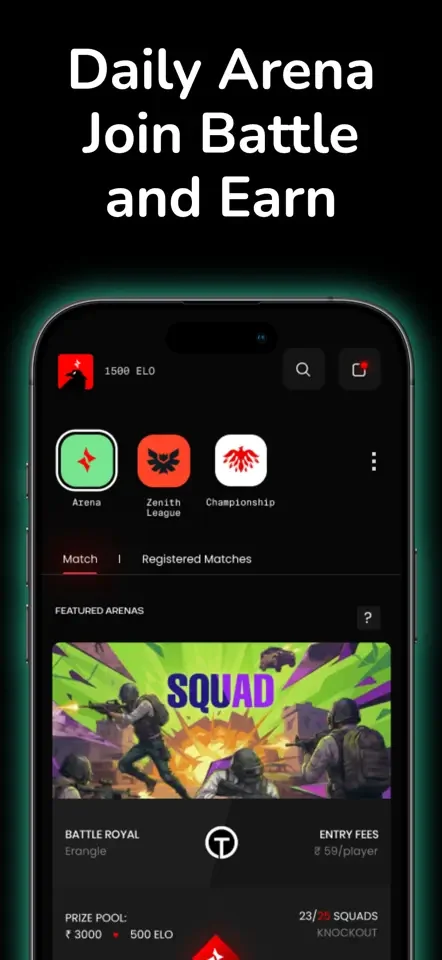 Daily Arena
Join Battle
and Earn
1500 ELO
Arena
Zenith
League
Championship
Match | Registered Matches
FEATURED ARENAS
?
SQUAD
BATTLE ROYAL
Erangle
T
ENTRY FEES
₹ 59/player
PRIZE POOL:
₹ 3000 ♥ 500 ELO
23/25 SQUADS
KNOCKOUT